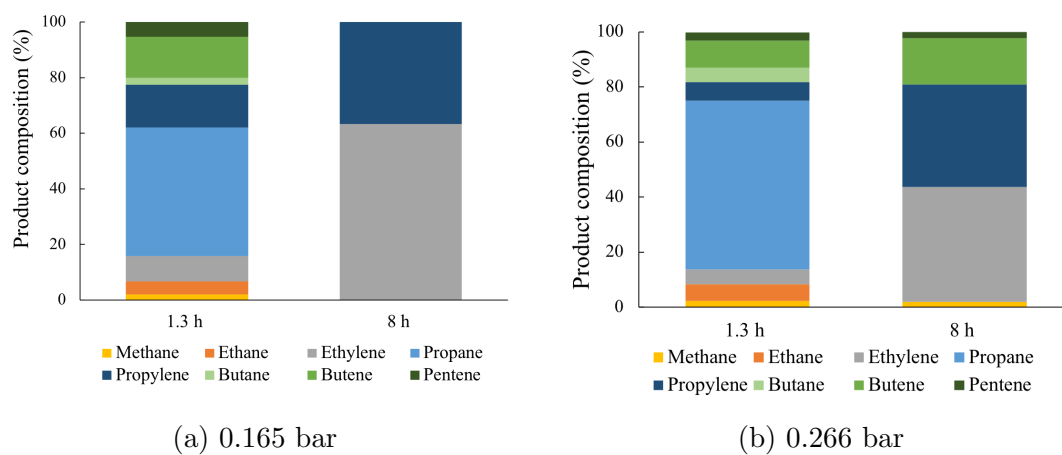 Product composition (%)
100
80
60
40
20
0
1.3 h 8 h
Methane Ethane Ethylene Propane
Propylene Butane Butene Pentene
(a) 0.165 bar
Product composition (%)
100
80
60
40
20
0
1.3 h 8 h
Methane Ethane Ethylene Propane
Propylene Butane Butene Pentene
(b) 0.266 bar